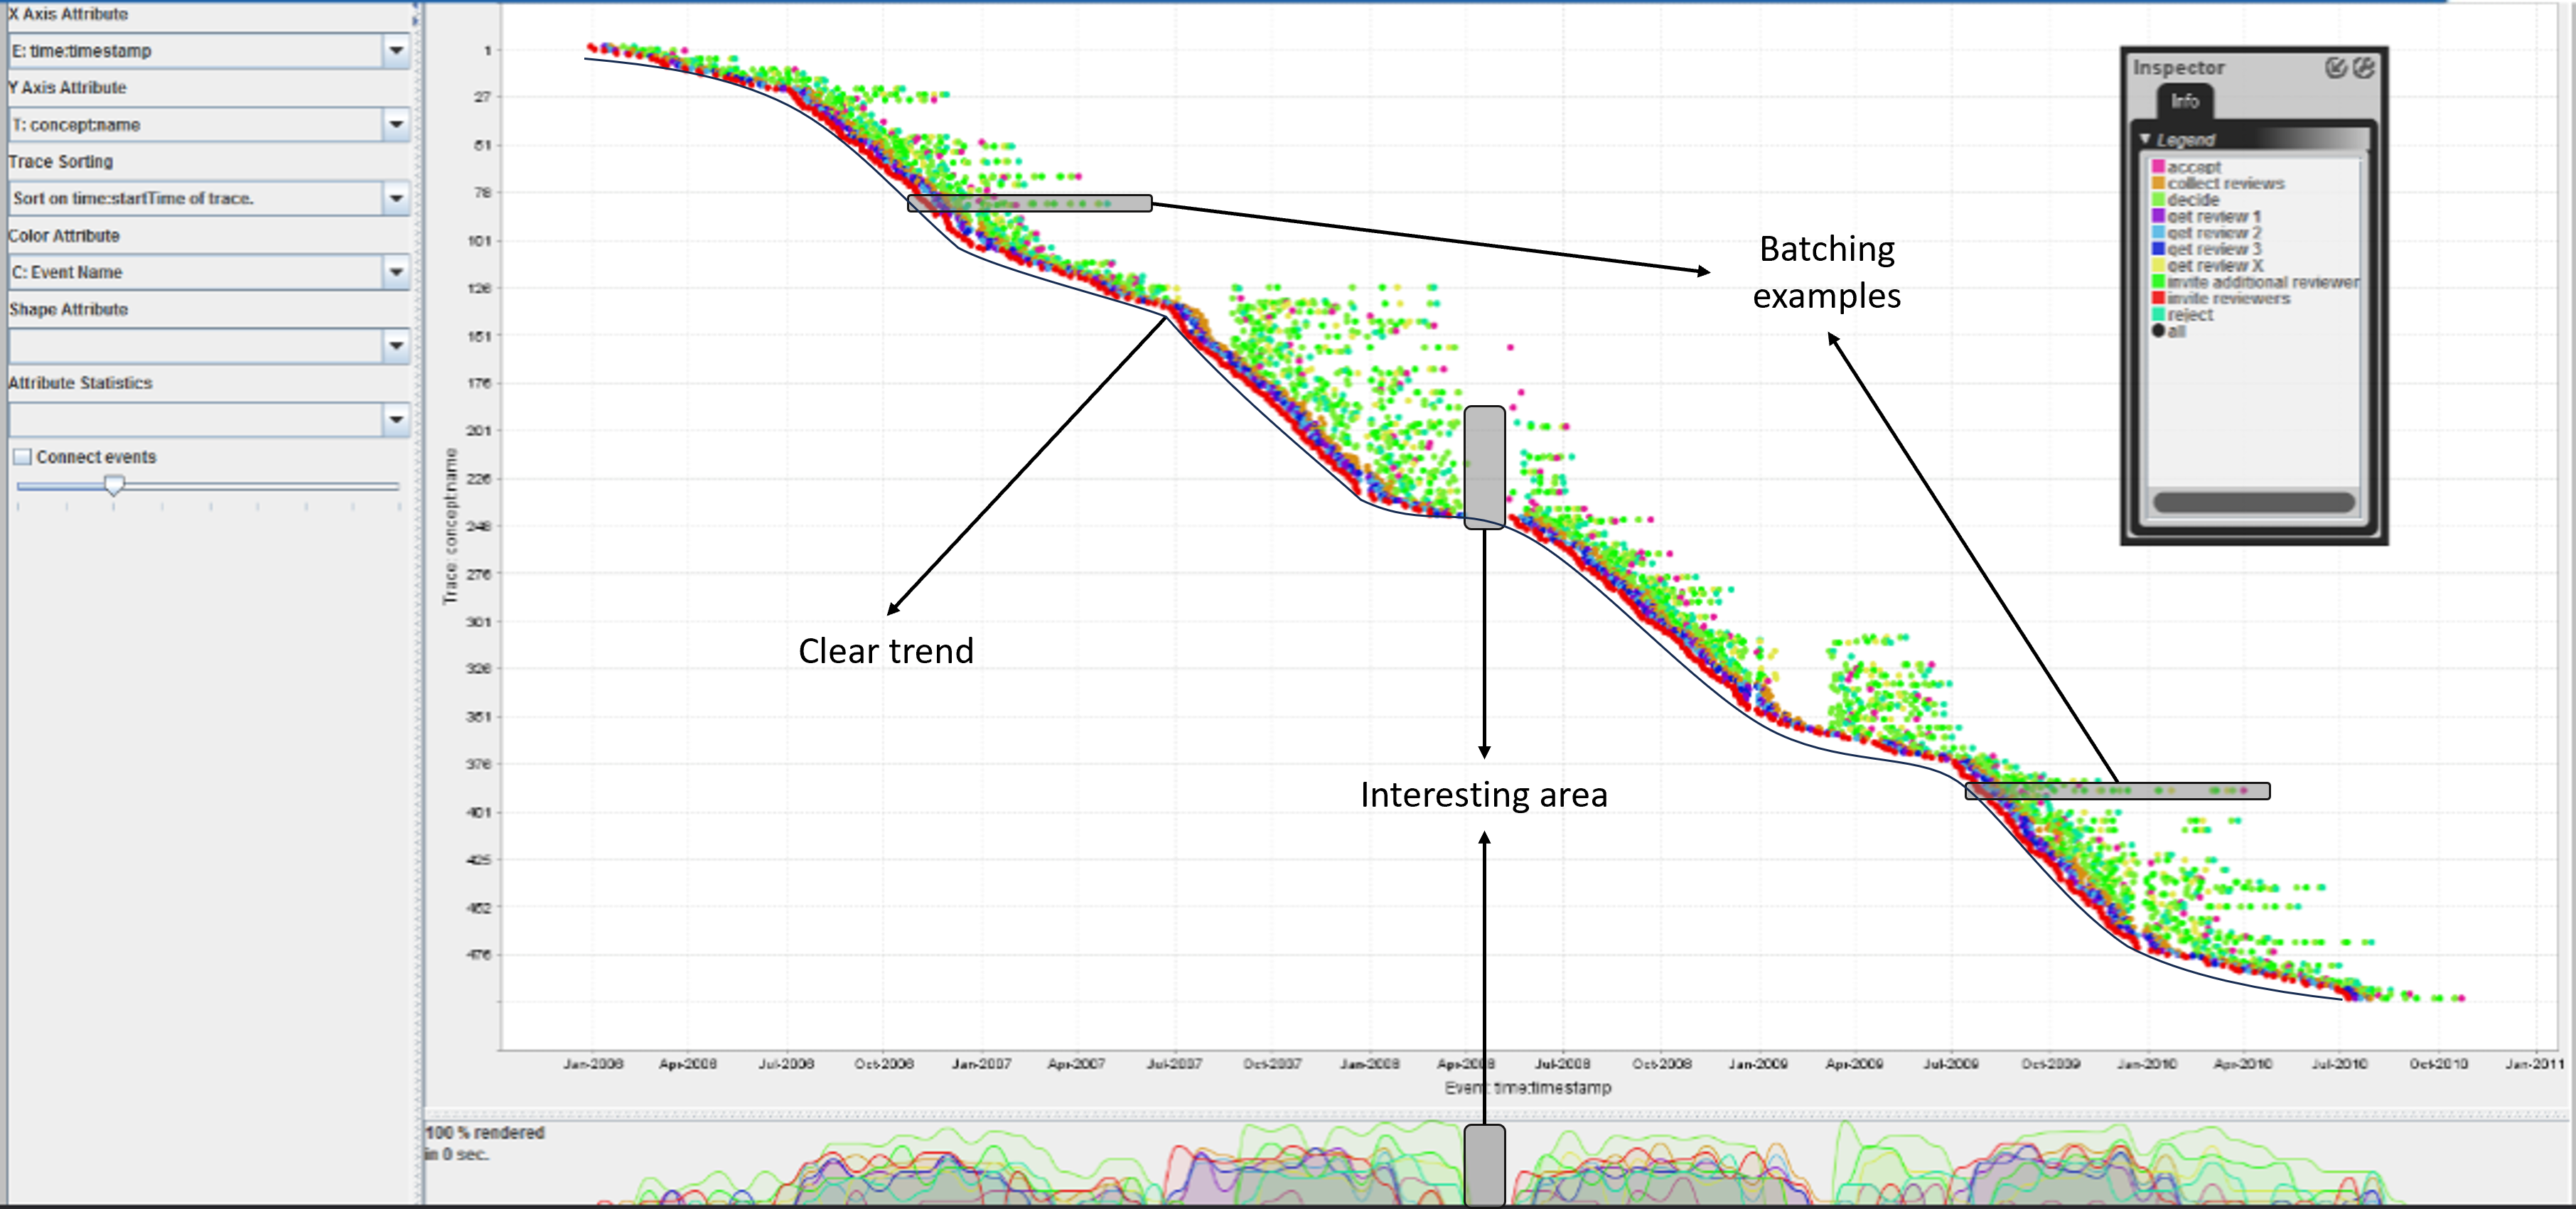 X Axis Attribute
E: time:timestamp
Y Axis Attribute
T: concept:name
Trace Sorting
Sort on time:startTime of trace.
Color Attribute
C: Event Name
Shape Attribute
Attribute Statistics
Connect events
1
27
51
78
101
126
151
176
201
226
248
276
301
326
351
376
401
425
452
476
Trace: concept:name
Batching
examples
Clear trend
Interesting area
Inspector
Info
Legend
accept
collect reviews
decide
get review 1
get review 2
get review 3
get review X
invite additional reviewer
invite reviewers
reject
all
Jan-2006 Apr-2006 Jul-2006 Oct-2006 Jan-2007 Apr-2007 Jul-2007 Oct-2007 Jan-2008 Apr-2008 Jul-2008 Oct-2008 Jan-2009 Apr-2009 Jul-2009 Oct-2009 Jan-2010 Apr-2010 Jul-2010 Oct-2010 Jan-2011
Event: time:timestamp
100 % rendered
in 0 sec.